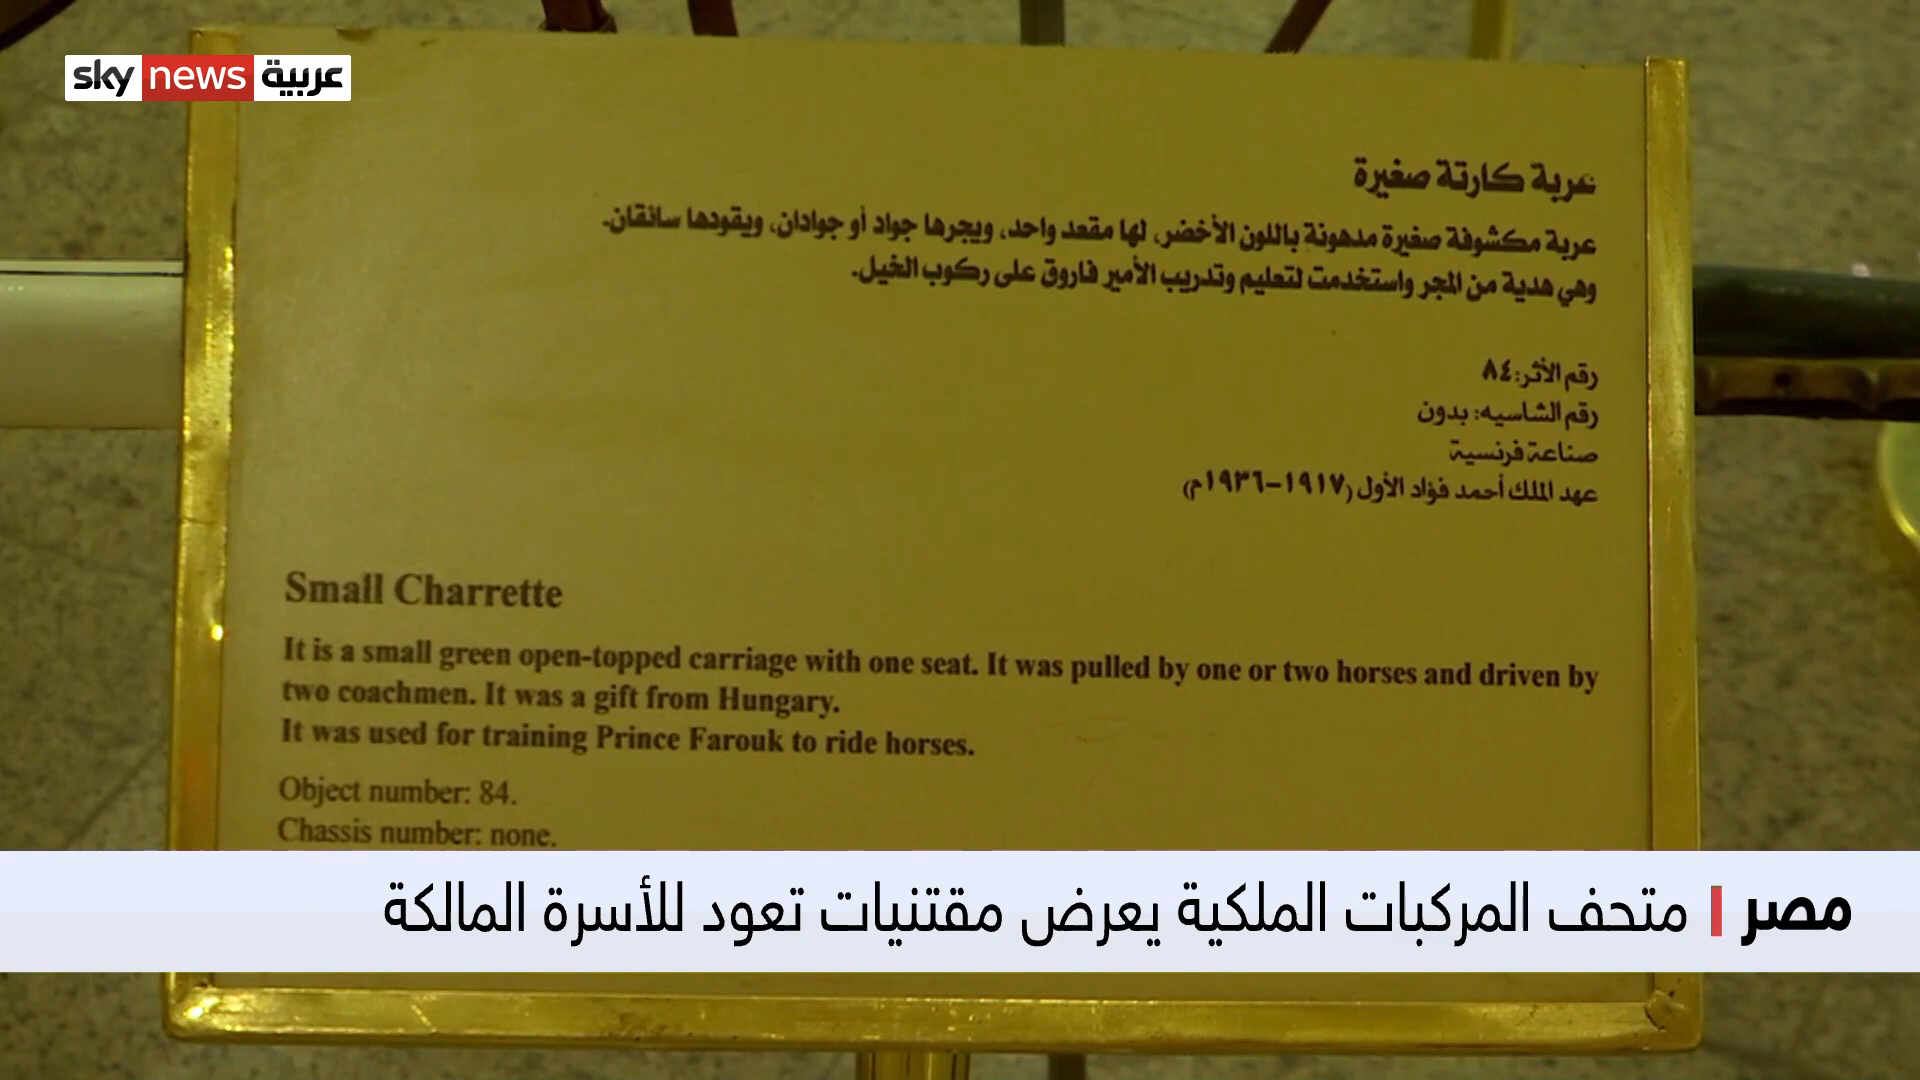 sky news عربية
عربة كارتة صغيرة
عربة مكشوفة صغيرة مدهونة باللون الأخضر، لها مقعد واحد، ويجرها جواد أو جوادان، ويقودها سائقان.
وهي هدية من المجر واستخدمت لتعليم وتدريب الأمير فاروق على ركوب الخيل.
رقم الأثر: ٨٤
رقم الشاسيه: بدون
صناعة فرنسية
عهد الملك أحمد فؤاد الأول (١٩١٧-١٩٣٦م)
Small Charrette
It is a small green open-topped carriage with one seat. It was pulled by one or two horses and driven by
two coachmen. It was a gift from Hungary.
It was used for training Prince Farouk to ride horses.
Object number: 84.
Chassis number: none.
مصر | متحف المركبات الملكية يعرض مقتنيات تعود للأسرة المالكة